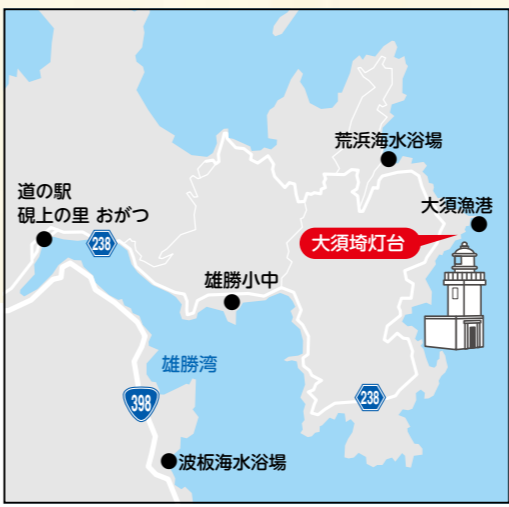 荒浜海水浴場
道の駅
硯上の里 おがつ
大須漁港
238
大須埼灯台
雄勝小中
雄勝湾
398
238
波板海水浴場